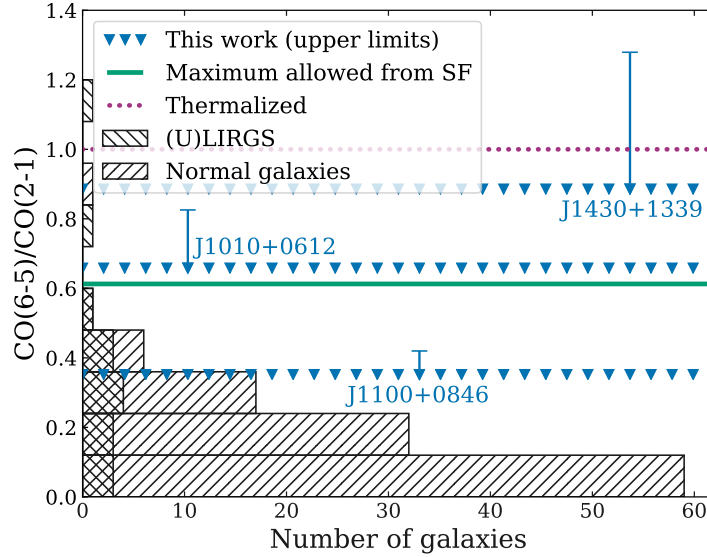 1.4
1.2
1.0
0.8
0.6
0.4
0.2
0.0
CO(6-5)/CO(2-1)
This work (upper limits)
Maximum allowed from SF
Thermalized
(U)LIRGS
Normal galaxies
J1430+1339
J1010+0612
J1100+0846
0
10
20
30
40
50
60
Number of galaxies